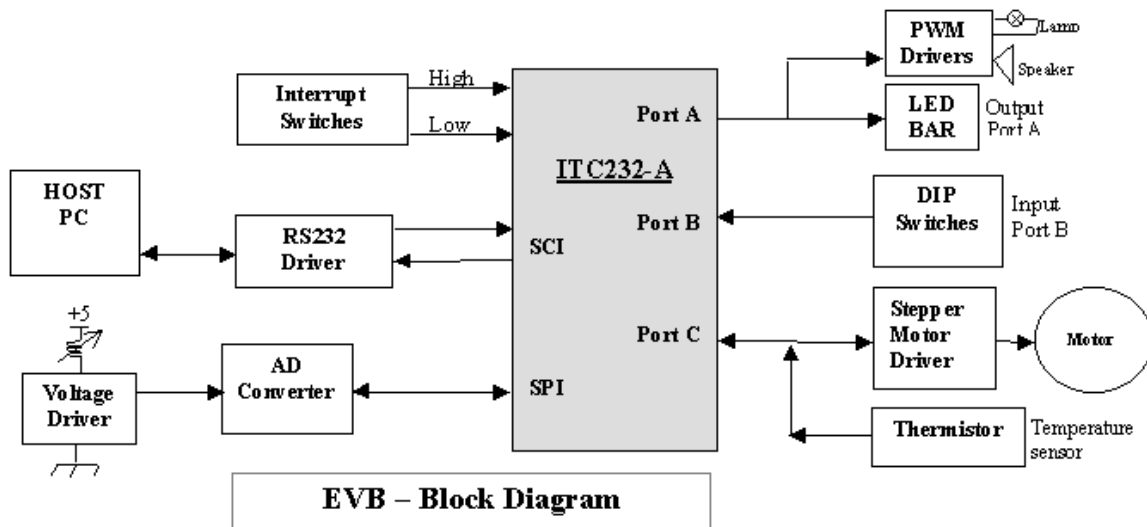 PWM
Drivers
Lamp
Speaker
High
Interrupt
Switches
Low
Port A
LED
BAR
Output
Port A
ITC232-A
HOST
PC
DIP
Switches
Input
Port B
Port B
RS232
Driver
SCI
+5
Stepper
Motor
Driver
Motor
Port C
AD
Converter
SPI
Voltage
Driver
Thermistor
Temperature
sensor
EVB – Block Diagram